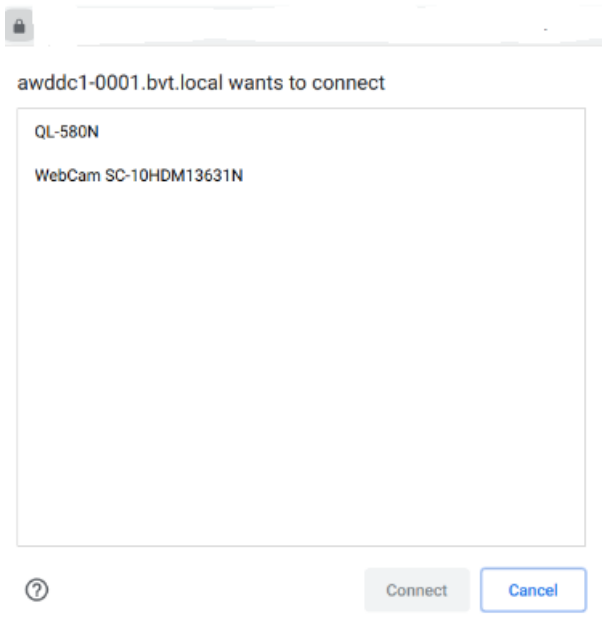 awddc1-0001.bvt.local wants to connect
QL-580N
WebCam SC-10HDM13631N
Connect
Cancel